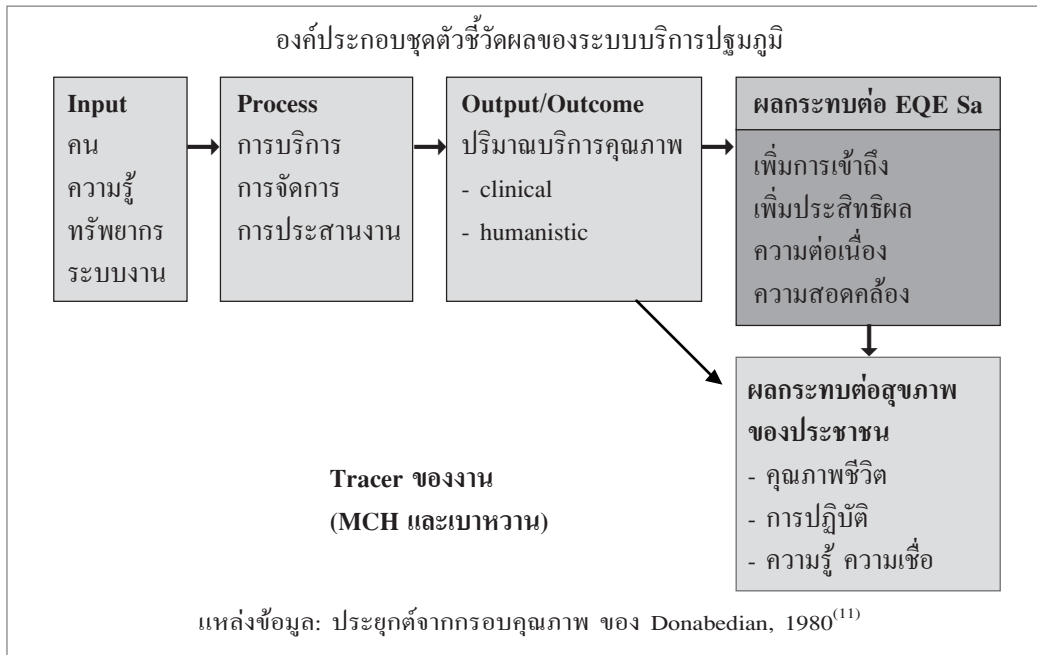 องค์ประกอบชุดตัวชี้วัดผลของระบบบริการปฐมภูมิ
Input
คน
ความรู้
ทรัพยากร
ระบบงาน
Process
การบริการ
การจัดการ
การประสานงาน
Output/Outcome
ปริมาณบริการคุณภาพ
- clinical
- humanistic
ผลกระทบต่อ EQE Sa
เพิ่มการเข้าถึง
เพิ่มประสิทธิผล
ความต่อเนื่อง
ความสอดคล้อง
ผลกระทบต่อสุขภาพ
ของประชาชน
- คุณภาพชีวิต
- การปฏิบัติ
- ความรู้ ความเชื่อ
Tracer ของงาน
(MCH และเบาหวาน)
แหล่งข้อมูล: ประยุกต์จากกรอบคุณภาพ ของ Donabedian, 1980(11)